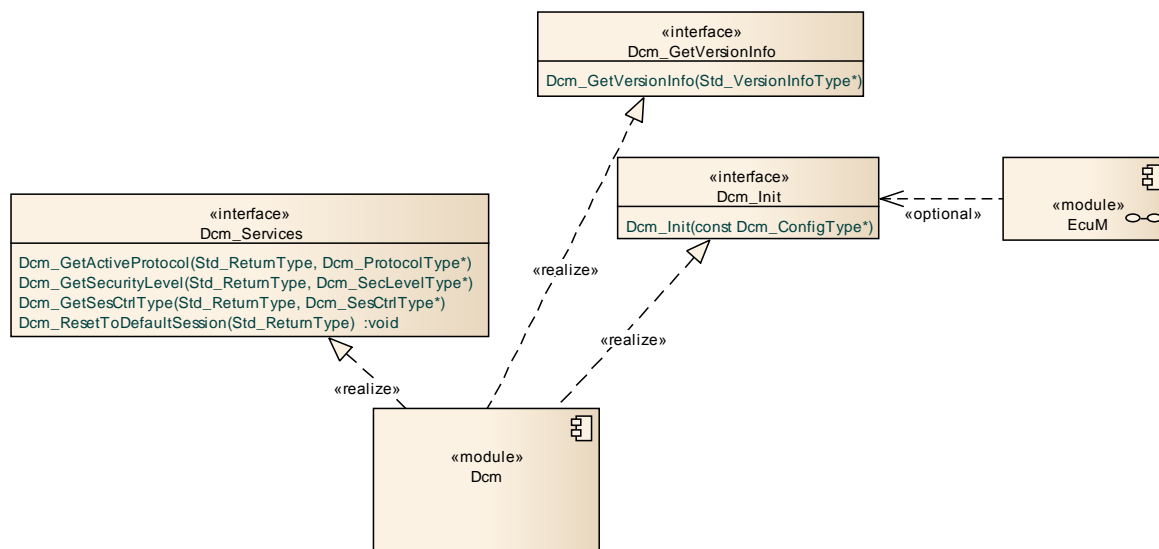 «interface»
Dcm_GetVersionInfo
Dcm_GetVersionInfo(Std_VersionInfoType*)
«interface»
Dcm_Init
Dcm_Init(const Dcm_ConfigType*)
«optional»
«module»
EcuM
«interface»
Dcm_Services
Dcm_GetActiveProtocol(Std_ReturnType, Dcm_ProtocolType*)
Dcm_GetSecurityLevel(Std_ReturnType, Dcm_SecLevelType*)
Dcm_GetSesCtrlType(Std_ReturnType, Dcm_SesCtrlType*)
Dcm_ResetToDefaultSession(Std_ReturnType) :void
«realize»
«realize»
«realize»
«module»
Dcm